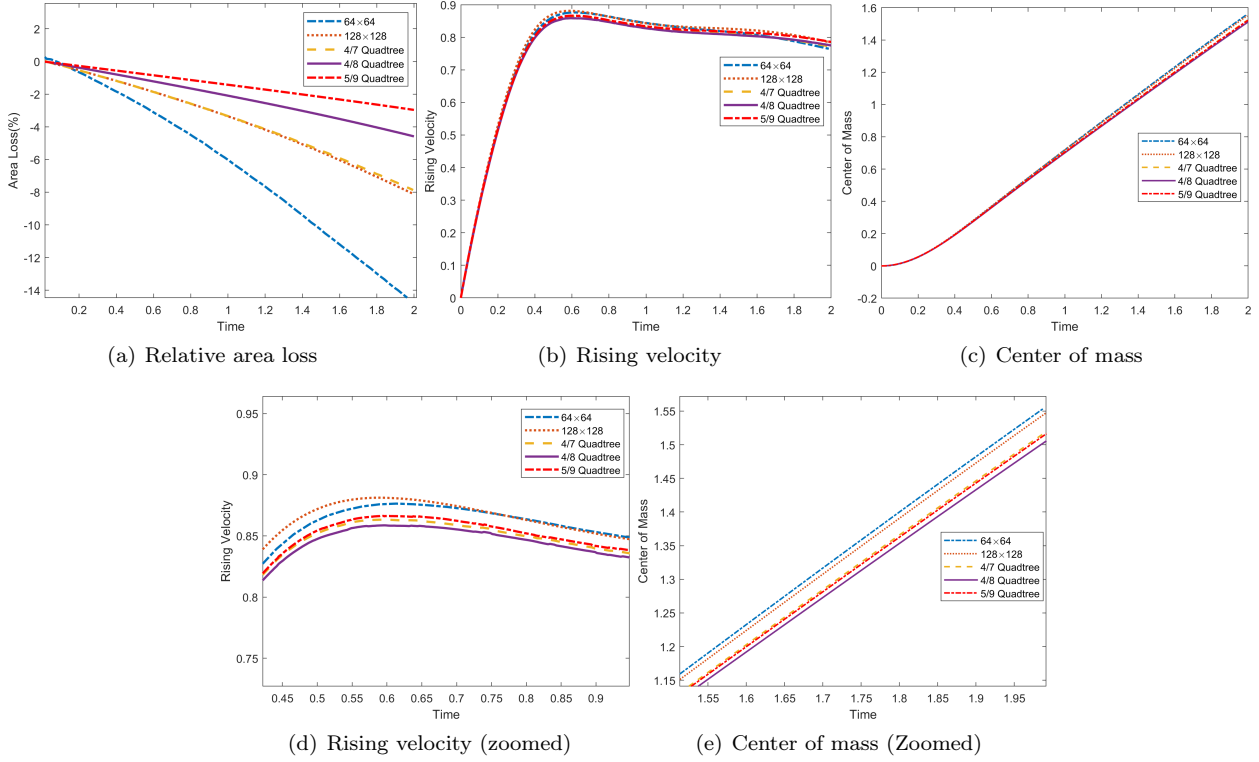 2
0
-2
-4
-6
-8
-10
-12
-14
Area Loss(%)
0.2 0.4 0.6 0.8 1 1.2 1.4 1.6 1.8 2
Time
64×64
128×128
4/7 Quadtree
4/8 Quadtree
5/9 Quadtree
(a) Relative area loss
0.9
0.8
0.7
0.6
0.5
0.4
0.3
0.2
0.1
0
Rising Velocity
0 0.2 0.4 0.6 0.8 1 1.2 1.4 1.6 1.8 2
Time
64×64
128×128
4/7 Quadtree
4/8 Quadtree
5/9 Quadtree
(b) Rising velocity
1.6
1.4
1.2
1
0.8
0.6
0.4
0.2
0
-0.2
Center of Mass
0 0.2 0.4 0.6 0.8 1 1.2 1.4 1.6 1.8 2
Time
64×64
128×128
4/7 Quadtree
4/8 Quadtree
5/9 Quadtree
(c) Center of mass
0.95
0.9
0.85
0.8
0.75
Rising Velocity
0.45 0.5 0.55 0.6 0.65 0.7 0.75 0.8 0.85 0.9
Time
64×64
128×128
4/7 Quadtree
4/8 Quadtree
5/9 Quadtree
(d) Rising velocity (zoomed)
1.55
1.5
1.45
1.4
1.35
1.3
1.25
1.2
1.15
Center of Mass
1.55 1.6 1.65 1.7 1.75 1.8 1.85 1.9 1.95
Time
64×64
128×128
4/7 Quadtree
4/8 Quadtree
5/9 Quadtree
(e) Center of mass (Zoomed)